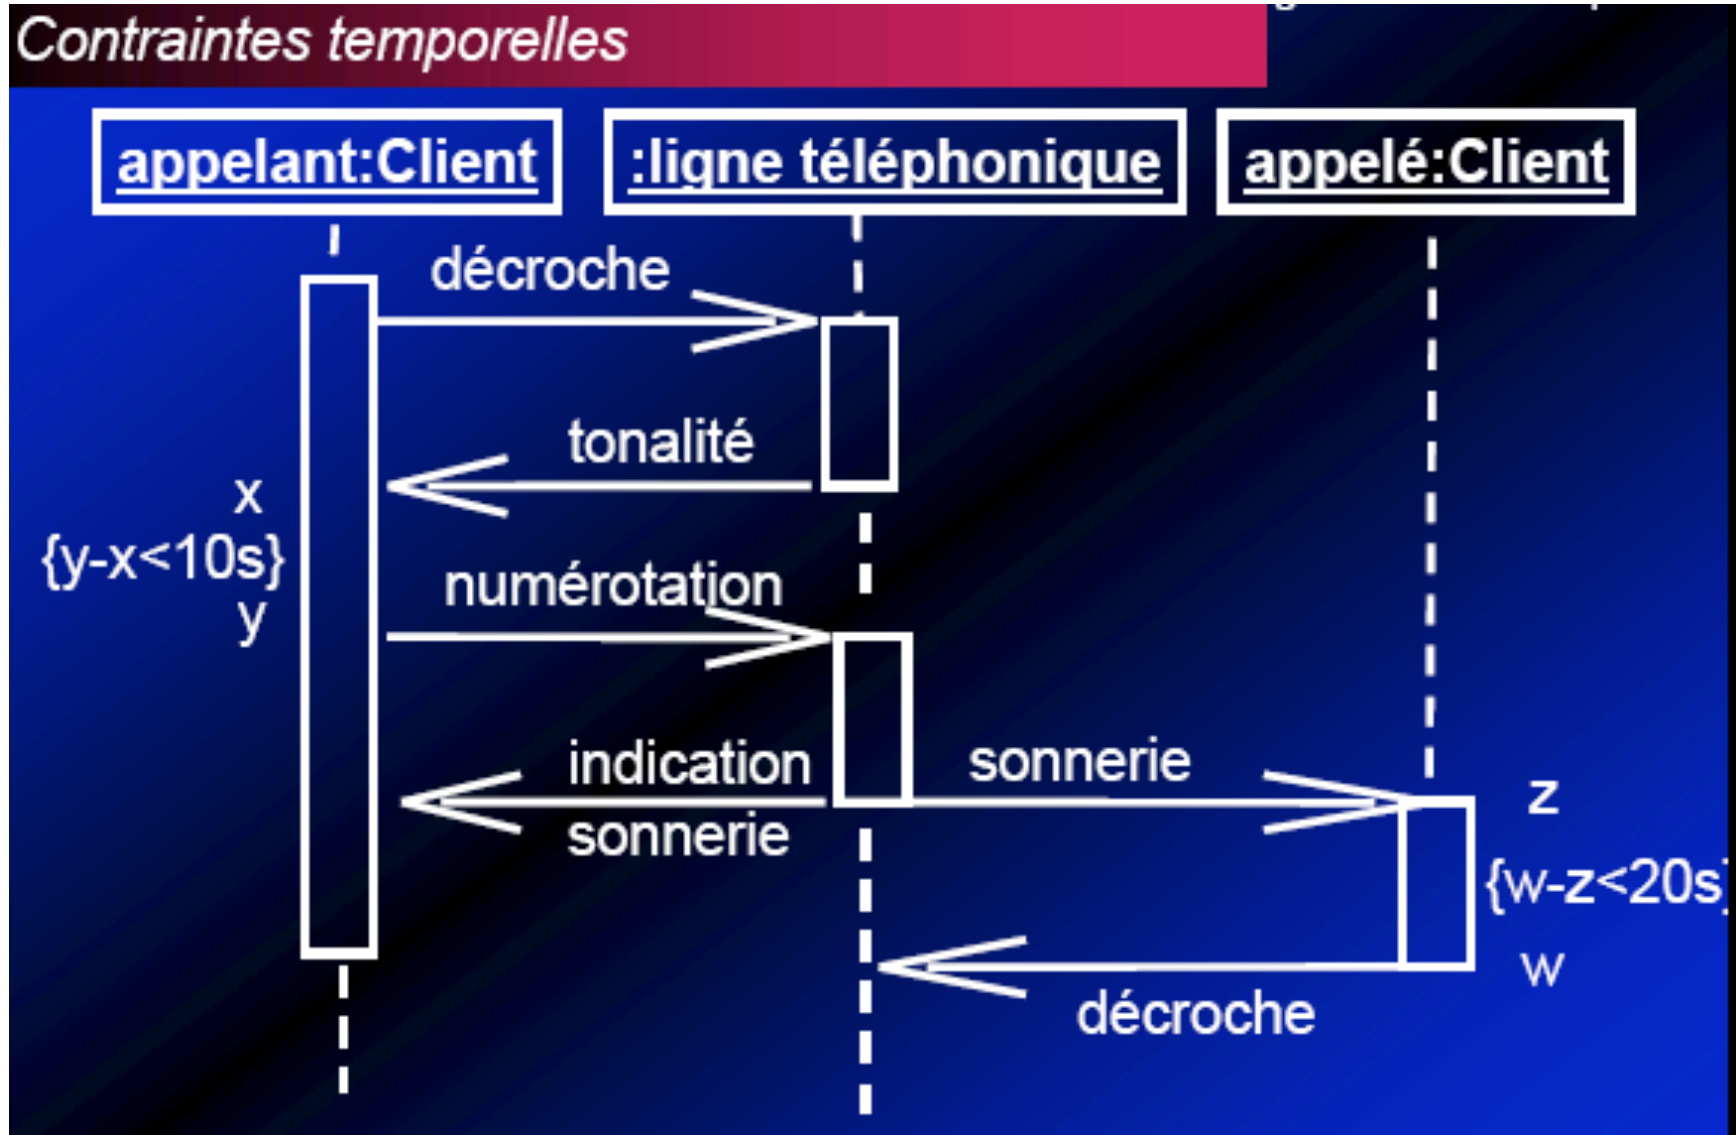 Contraintes temporelles
appelant:Client
:ligne téléphonique
appelé:Client
décroche
tonalité
x
{y-x<10s}
y
numérotation
indication
sonnerie
sonnerie
z
{w-z<20s}
w
décroche